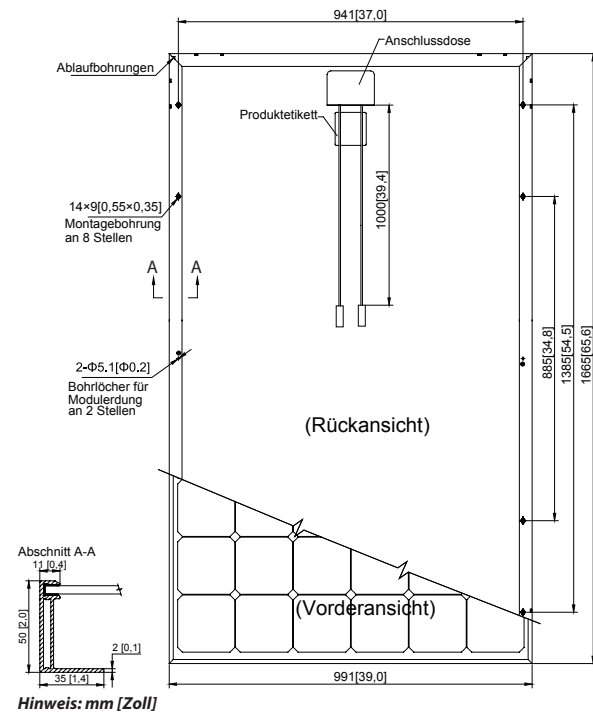 941[37,0]
Anschlussdose
Ablaufbohrungen
Produktetikett
1000[39,4]
14×9[0,55×0,35]
Montagebohrung
an 8 Stellen
A A
885[34,8]
1385[54,5]
1665[65,6]
2-Φ5.1[Φ0.2]
Bohrlöcher für
Modulerdung
an 2 Stellen
(Rückansicht)
Abschnitt A-A
11 [0,4]
50 [2,0]
2 [0,1]
35 [1,4]
(Vorderansicht)
991[39,0]
Hinweis: mm [Zoll]